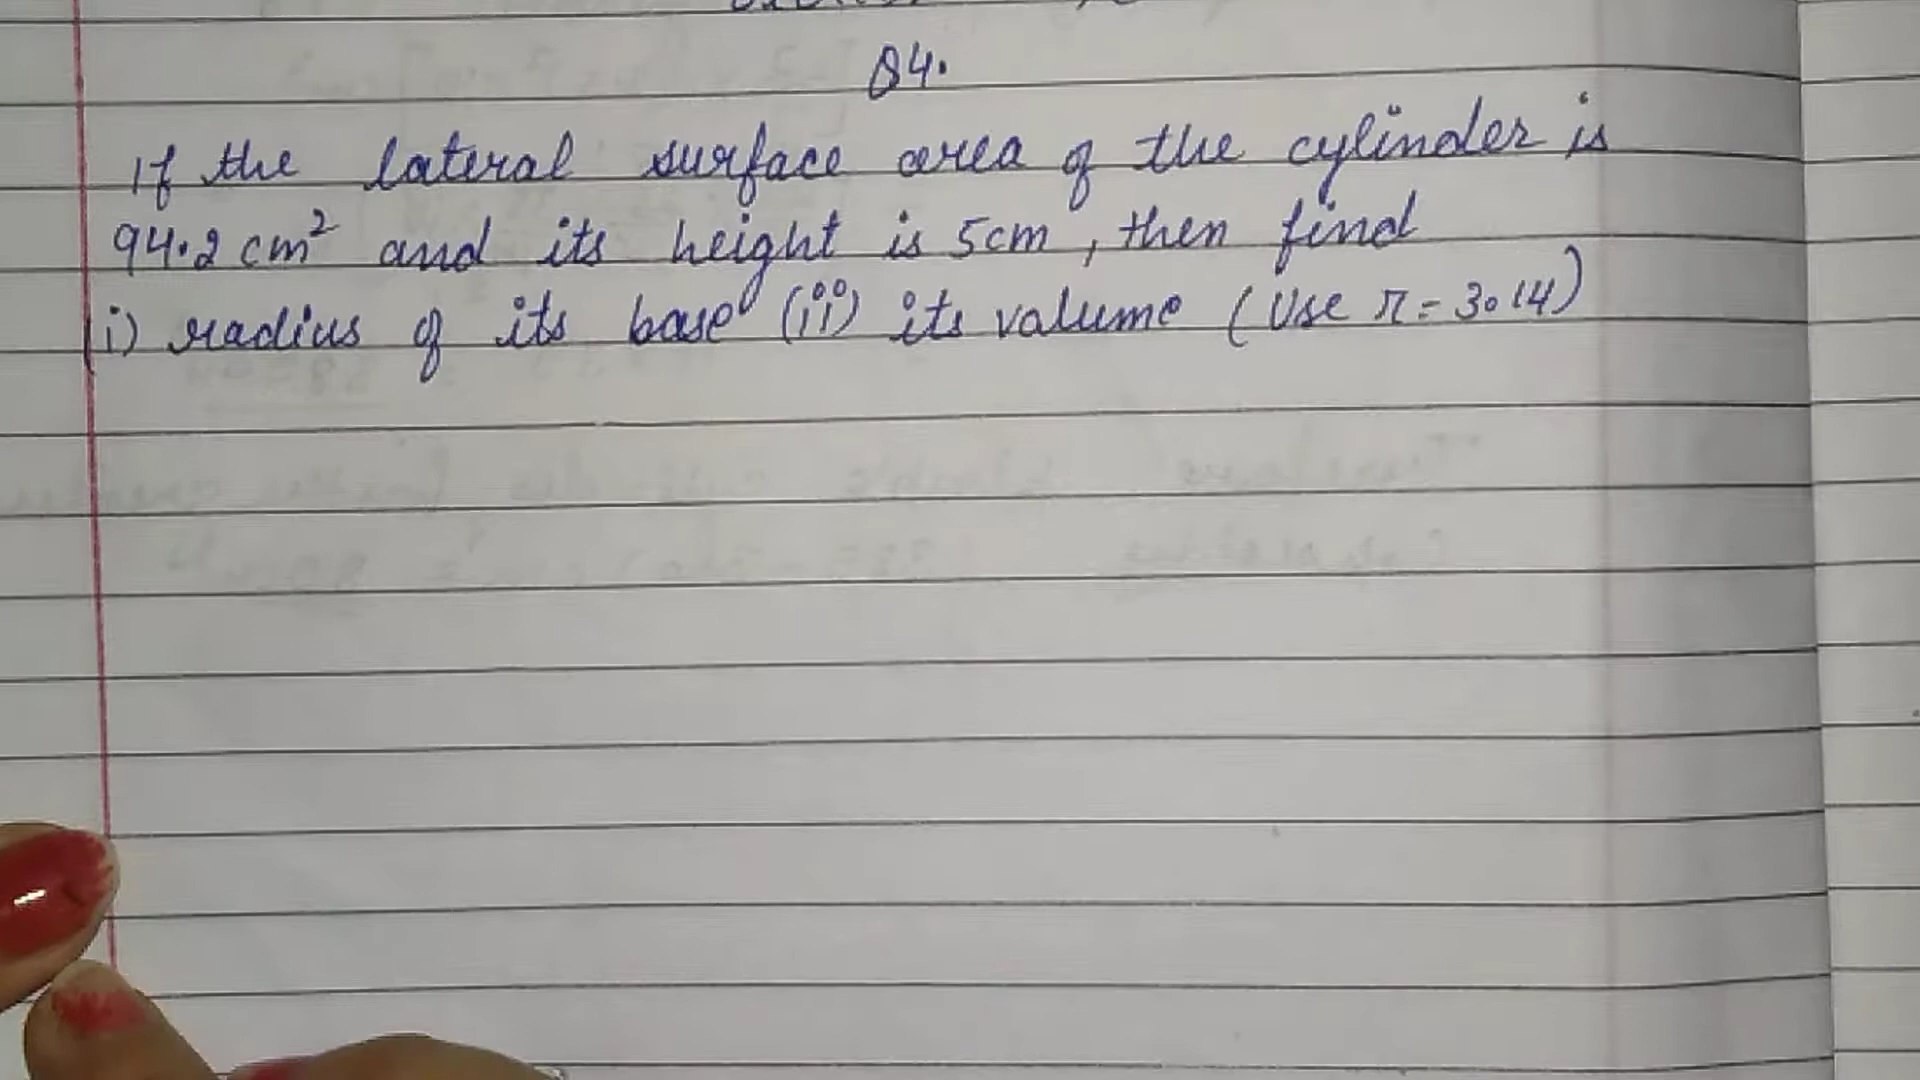 Q4.
If the lateral surface area of the cylinder is
94.2 cm² and its height is 5cm, then find
(i) radius of its base (ii) its valume (Use π = 3.14)